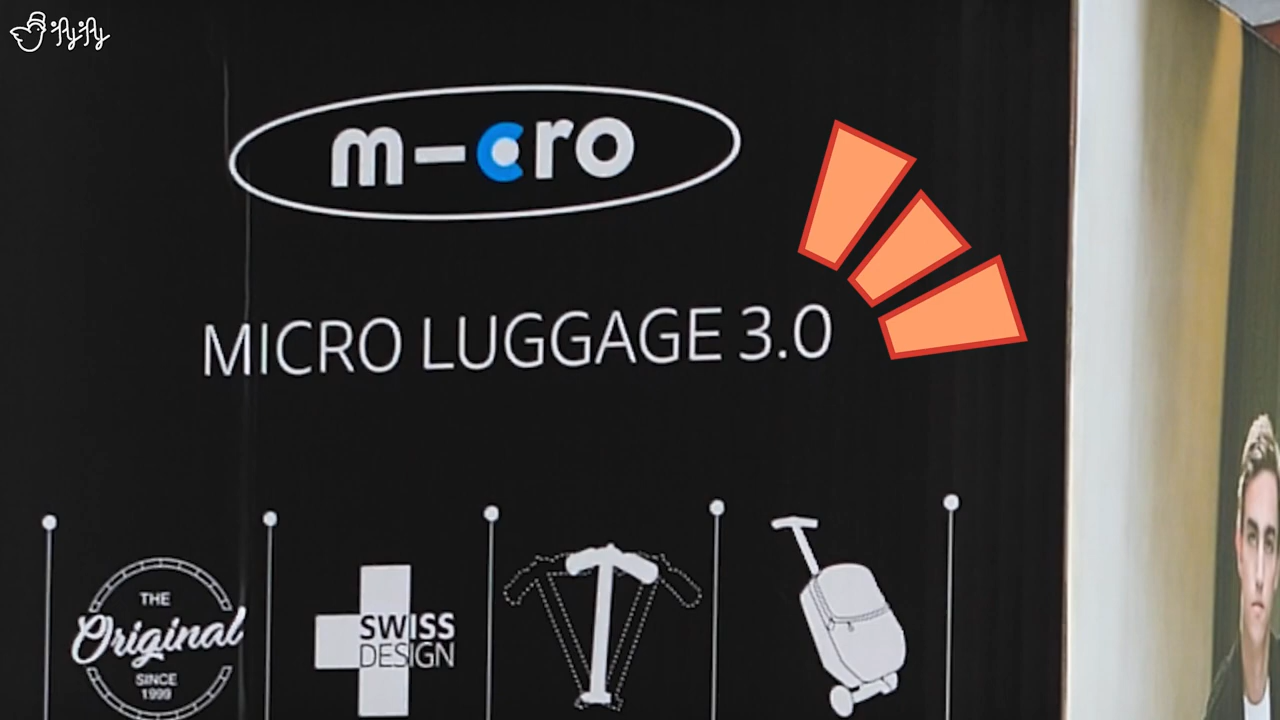 m-cro
MICRO LUGGAGE 3.0
THE
Original
SINCE
1999
SWISS
DESIGN